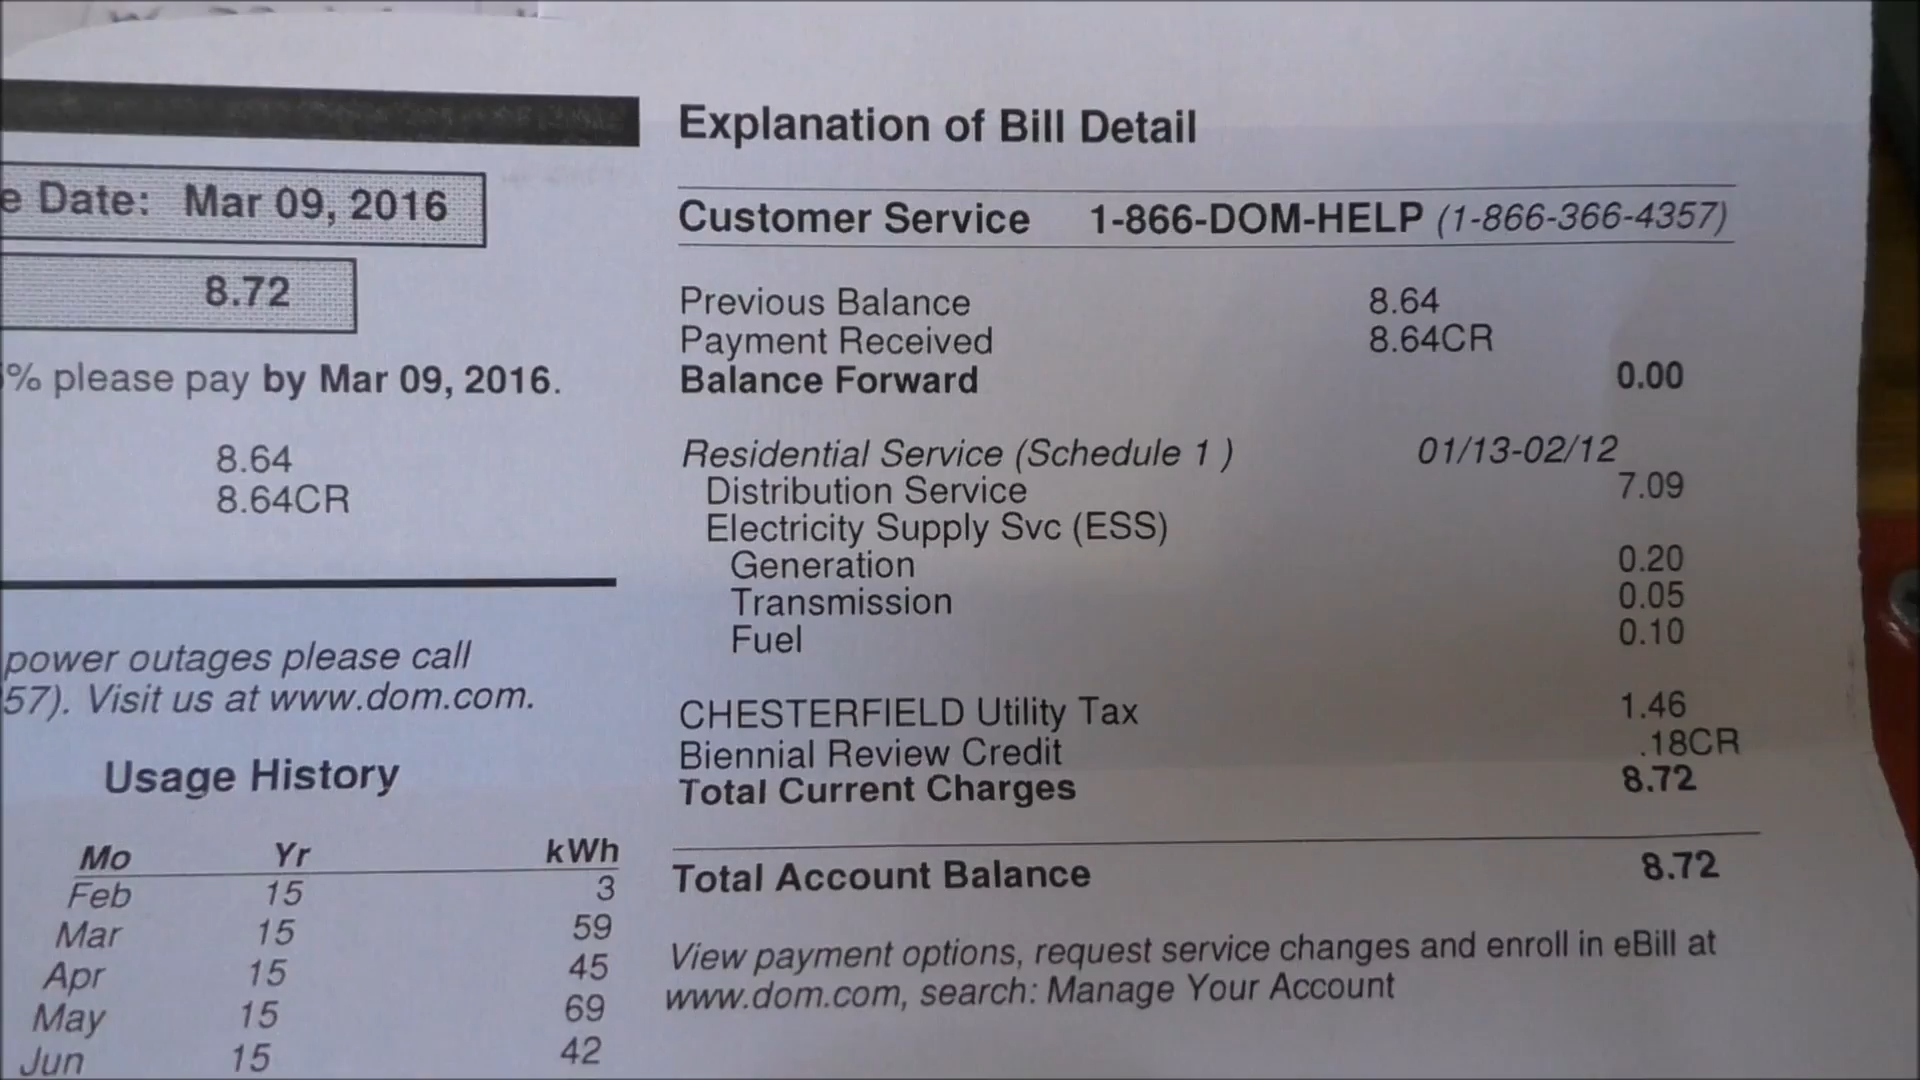 e Date: Mar 09, 2016
8.72
% please pay by Mar 09, 2016.
8.64
8.64CR
power outages please call
57). Visit us at www.dom.com.
Usage History
Mo Yr kWh
Feb 15 3
Mar 15 59
Apr 15 45
May 15 69
Jun 15 42
Explanation of Bill Detail
Customer Service 1-866-DOM-HELP (1-866-366-4357)
Previous Balance 8.64
Payment Received 8.64CR
Balance Forward 0.00
Residential Service (Schedule 1 ) 01/13-02/12
Distribution Service 7.09
Electricity Supply Svc (ESS)
Generation 0.20
Transmission 0.05
Fuel 0.10
CHESTERFIELD Utility Tax 1.46
Biennial Review Credit .18CR
Total Current Charges 8.72
Total Account Balance 8.72
View payment options, request service changes and enroll in eBill at
www.dom.com, search: Manage Your Account